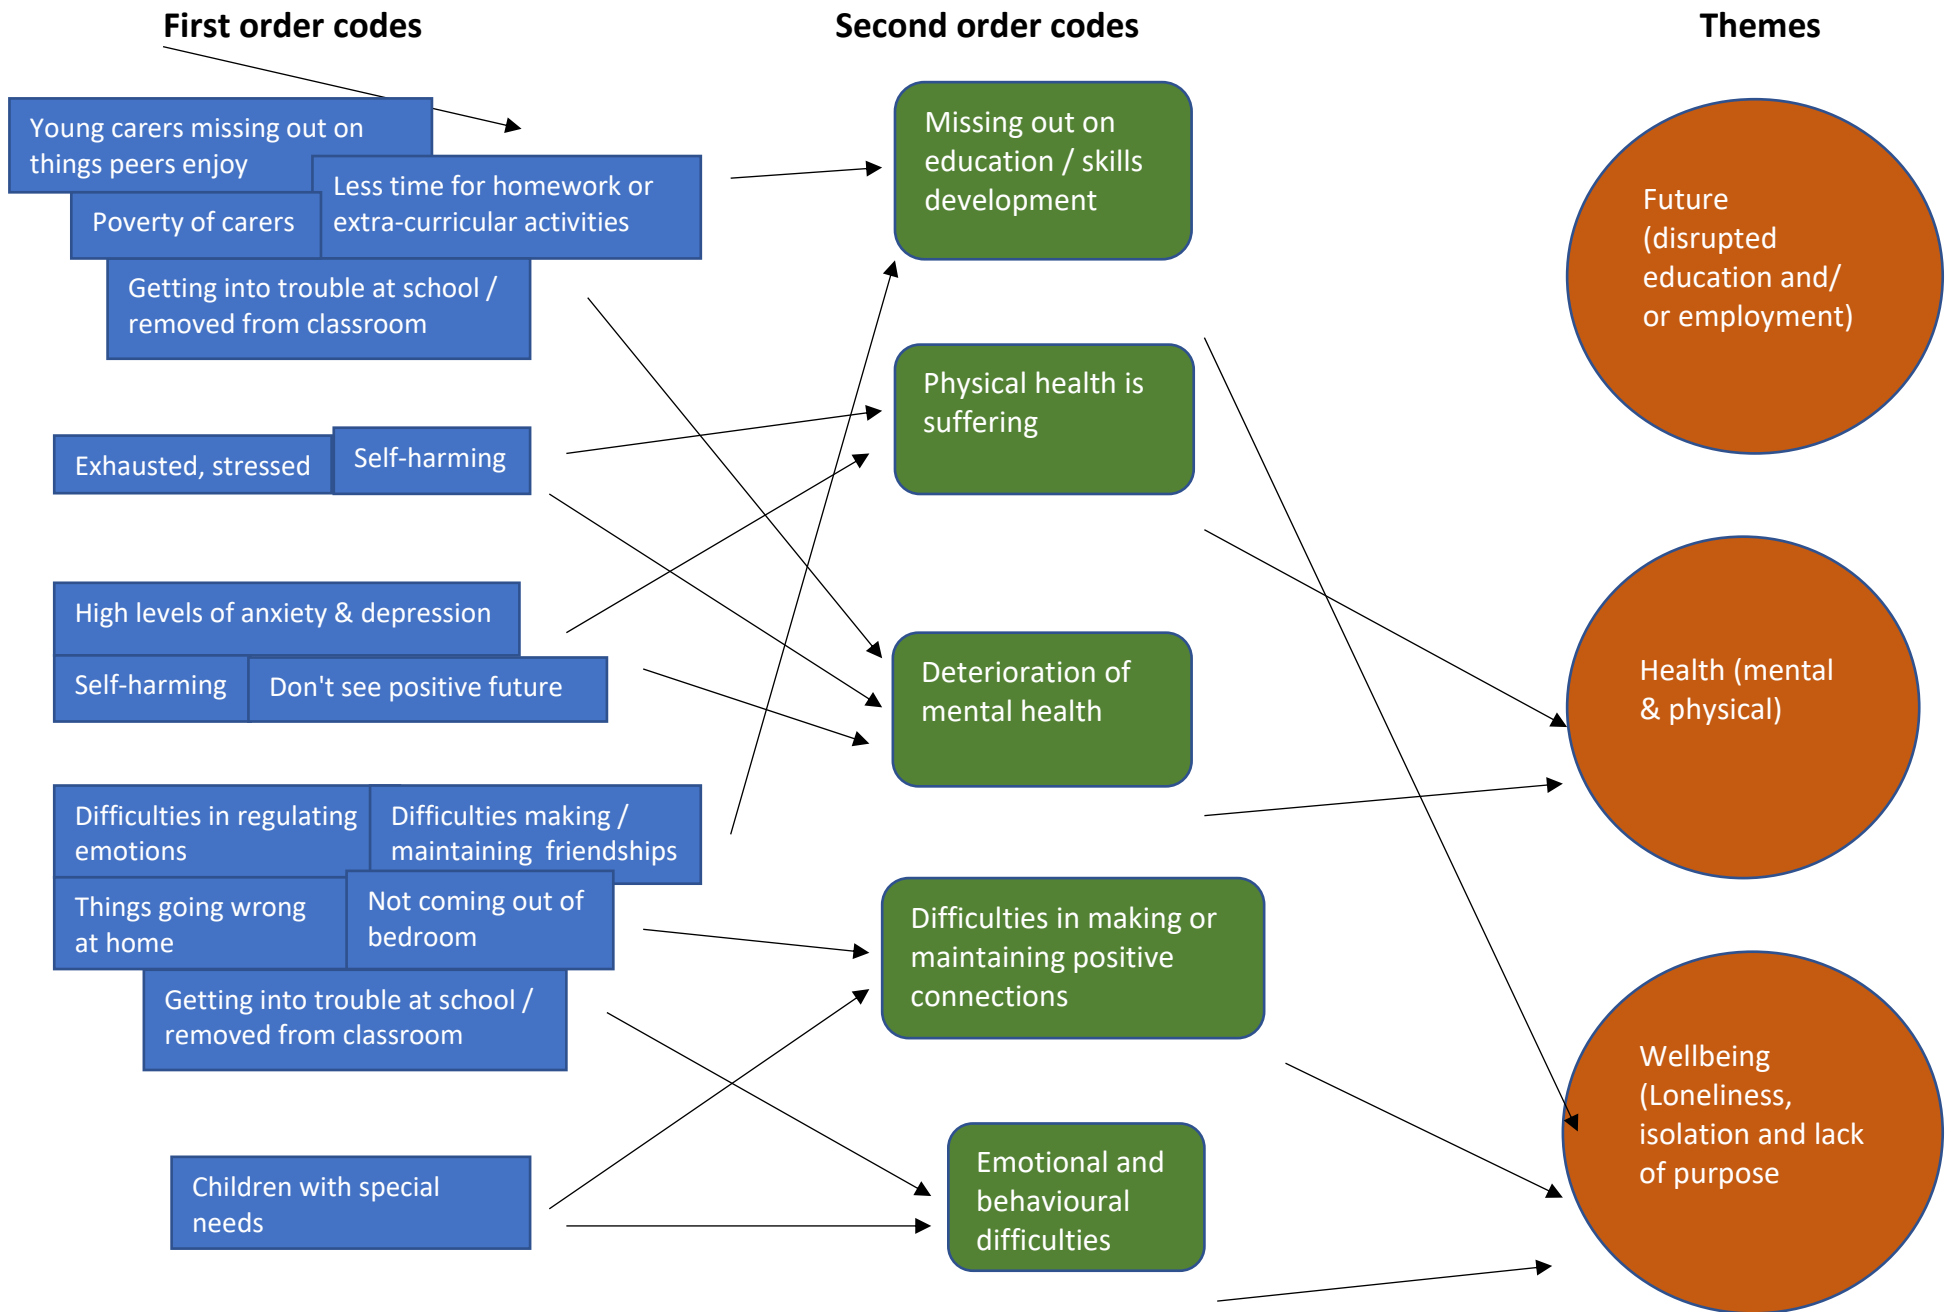 First order codes
Second order codes
Themes
Young carers missing out on
things peers enjoy
Less time for homework or
extra-curricular activities
Poverty of carers
Getting into trouble at school /
removed from classroom
Exhausted, stressed
Self-harming
High levels of anxiety & depression
Self-harming
Don't see positive future
Difficulties in regulating
emotions
Difficulties making /
maintaining  friendships
Things going wrong
at home
Not coming out of
bedroom
Getting into trouble at school /
removed from classroom
Children with special
needs
Missing out on
education / skills
development
Physical health is
suffering
Deterioration of
mental health
Difficulties in making or
maintaining positive
connections
Emotional and
behavioural
difficulties
Future
(disrupted
education and/
or employment)
Health (mental
& physical)
Wellbeing
(Loneliness,
isolation and lack
of purpose